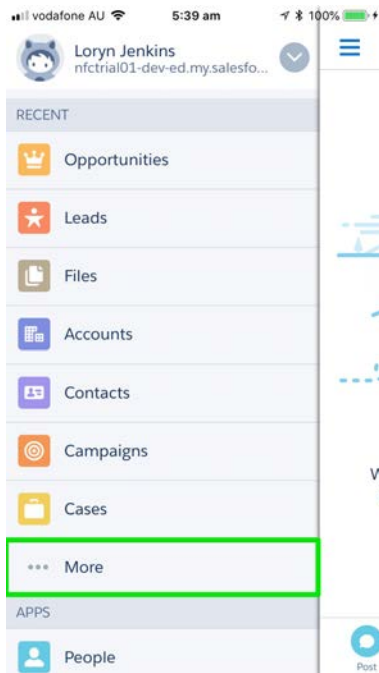 vodafone AU 5:39 am 100%
Loryn Jenkins
nfctrial01-dev-ed.my.salesfo...
RECENT
Opportunities
Leads
Files
Accounts
Contacts
Campaigns
Cases
More
APPS
People
Post